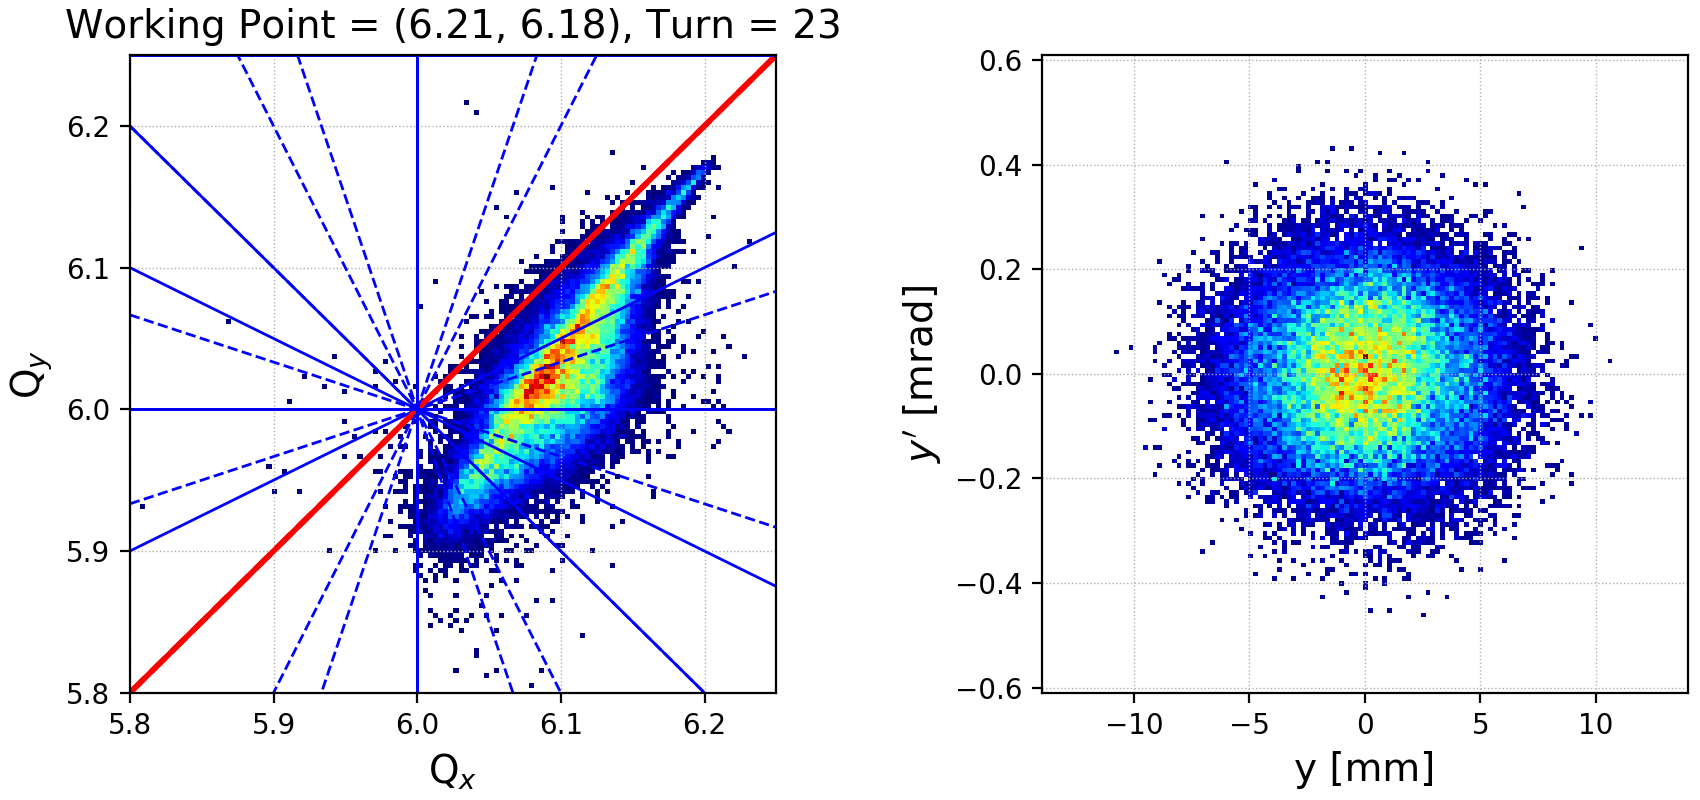 Working Point = (6.21, 6.18), Turn = 23
6.2
6.1
6.0
5.9
5.8
Qy
5.8 5.9 6.0 6.1 6.2
Qx
0.6
0.4
0.2
0.0
−0.2
−0.4
−0.6
y′ [mrad]
−10 −5 0 5 10
y [mm]